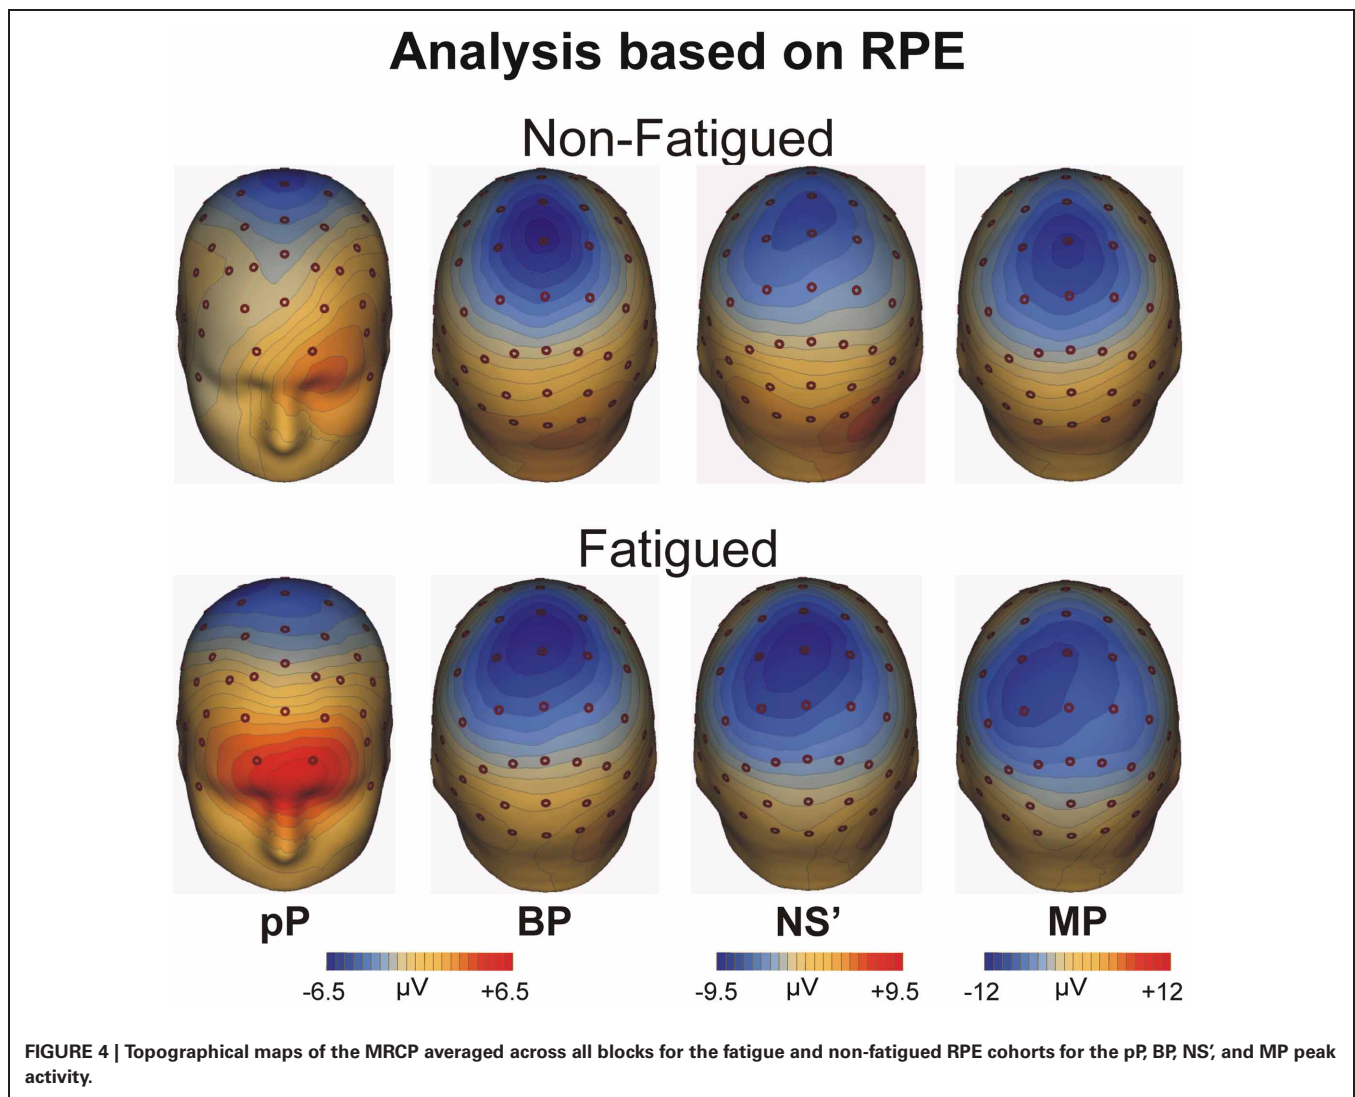 Analysis based on RPE
Non-Fatigued
Fatigued
pP BP NS’ MP
-6.5 µV +6.5 -9.5 µV +9.5 -12 µV +12
FIGURE 4 | Topographical maps of the MRCP averaged across all blocks for the fatigue and non-fatigued RPE cohorts for the pP, BP, NS’, and MP peak
activity.